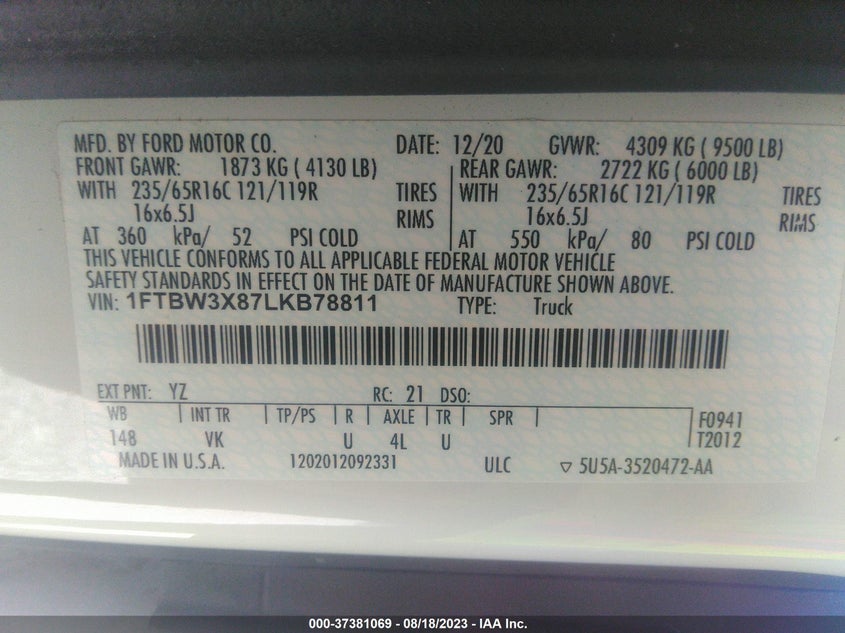 MFD. BY FORD MOTOR CO. DATE: 12/20 GVWR: 4309 KG ( 9500 LB)
FRONT GAWR: 1873 KG ( 4130 LB) REAR GAWR: 2722 KG ( 6000 LB)
WITH 235/65R16C 121/119R TIRES WITH 235/65R16C 121/119R TIRES
16x6.5J RIMS 16x6.5J RIMS
AT 360 kPa/ 52 PSI COLD AT 550 kPa/ 80 PSI COLD
THIS VEHICLE CONFORMS TO ALL APPLICABLE FEDERAL MOTOR VEHICLE
SAFETY STANDARDS IN EFFECT ON THE DATE OF MANUFACTURE SHOWN ABOVE.
VIN: 1FTBW3X87LKB78811 TYPE: Truck
EXT PNT: YZ RC: 21 DSO:
WB INT TR TP/PS R AXLE TR SPR F0941
148 VK U 4L U T2012
MADE IN U.S.A. 1202012092331 ULC ▽ 5U5A-3520472-AA
000-37381069 - 08/18/2023 - IAA Inc.